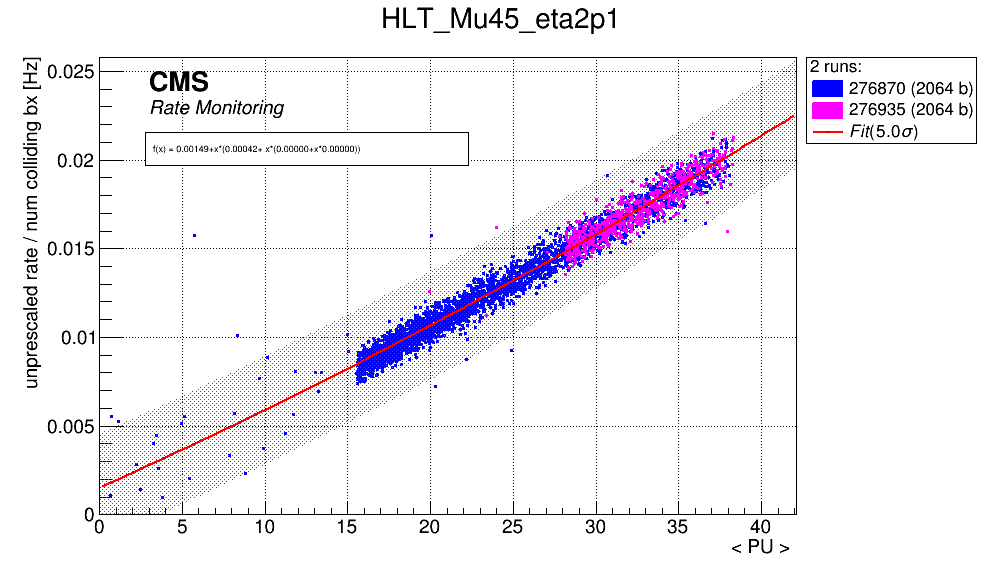 HLT_Mu45_eta2p1
unprescaled rate / num colliding bx [Hz]
0.025
0.02
0.015
0.01
0.005
0
CMS
Rate Monitoring
f(x) = 0.00149+x*(0.00042+ x*(0.00000+x*0.00000))
2 runs:
276870 (2064 b)
276935 (2064 b)
Fit(5.0σ)
0 5 10 15 20 25 30 35 40
< PU >